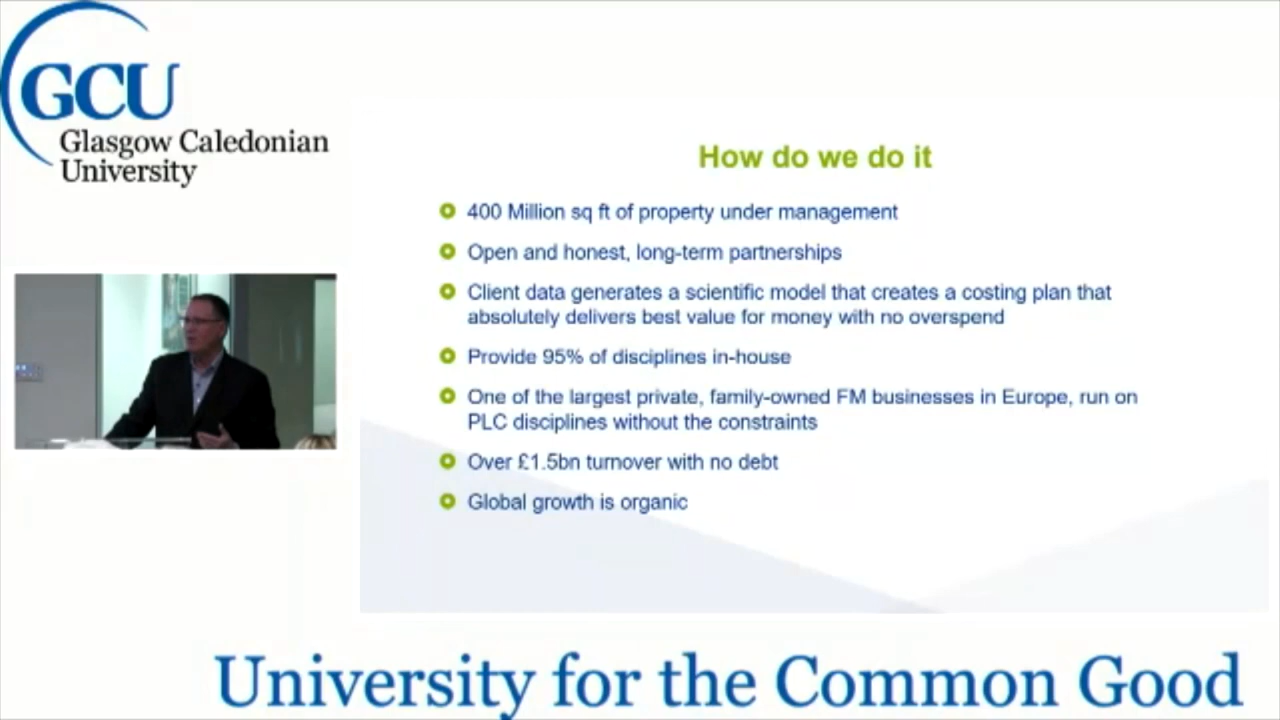 GCU
Glasgow Caledonian
University
How do we do it
400 Million sq ft of property under management
Open and honest, long-term partnerships
Client data generates a scientific model that creates a costing plan that
absolutely delivers best value for money with no overspend
Provide 95% of disciplines in-house
One of the largest private, family-owned FM businesses in Europe, run on
PLC disciplines without the constraints
Over £1.5bn turnover with no debt
Global growth is organic
University for the Common Good